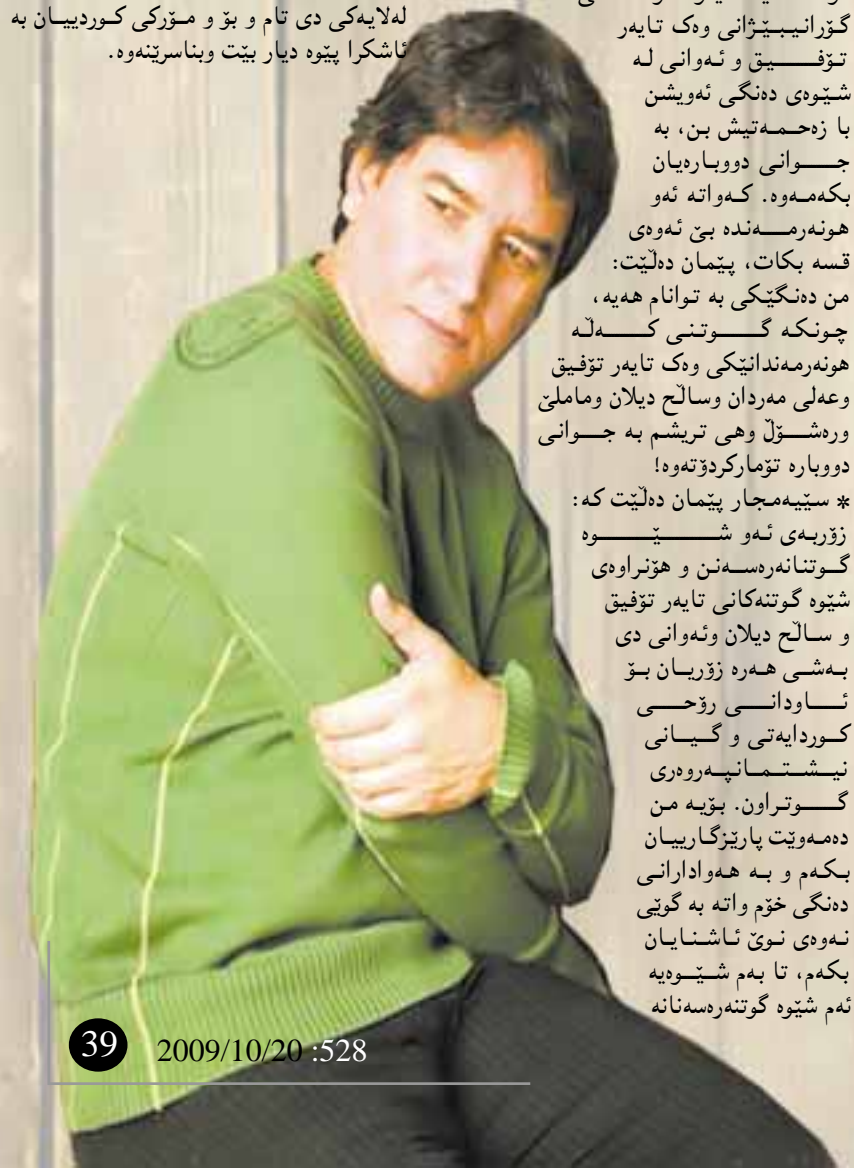 گۆرانیبێژانی وەک تایەر
تۆفیق و ئەوانی لە
شێوەی دەنگی ئەویشن
با زەحمەتیش بن، بە
جوانی دووبارەیان
بکەمەوە. کەواتە ئەو
هونەرمەندە بێ ئەوەی
قسە بکات، پێمان دەڵێت:
من دەنگێکی بە توانام هەیە،
چونکە گوتنی کەڵە
هونەرمەندانێکی وەک تایەر تۆفیق
وعەلی مەردان وساڵح دیلان وماملێ
ورەشۆڵ وهی تریشم بە جوانی
دووبارە تۆمارکردۆتەوە!
* سێیەمجار پێمان دەڵێت کە:
زۆربەی ئەو شێوە
گوتنانەرەسەنن و هۆنراوەی
شێوە گوتنەکانی تایەر تۆفیق
و ساڵح دیلان وئەوانی دی
بەشی هەرە زۆریان بۆ
ئاودانی رۆحی
کوردایەتی و گیانی
نیشتمانپەروەری
گوتراون. بۆیە من
دەمەوێت پارێزگارییان
بکەم و بە هەوادارانی
دەنگی خۆم واتە بە گوێی
نەوەی نوێ ئاشنایان
بکەم، تا بەم شێوەیە
ئەم شێوە گوتنەرەسەنانە
لەلایەکی دی تام و بۆ و مۆرکی کوردییان بە
ئاشکرا پێوە دیار بێت وبناسرێنەوە.
39 2009/10/20 :528